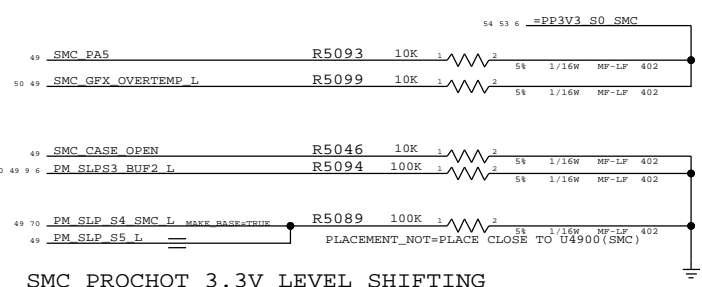 54 53 6 =PP3V3_S0_SMC
49 SMC_PA5 R5093 10K 1 2
5% 1/16W MF-LF 402
50 49 SMC_GFX_OVERTEMP_L R5099 10K 1 2
5% 1/16W MF-LF 402
49 SMC_CASE_OPEN R5046 10K 1 2
5% 1/16W MF-LF 402
0 49 9 6 PM_SLPS3_BUF2_L R5094 100K 1 2
5% 1/16W MF-LF 402
49 70 PM_SLP_S4_SMC_L MAKE_BASE=TRUE R5089 100K 1 2
5% 1/16W MF-LF 402
49 PM_SLP_S5_L PLACEMENT_NOT=PLACE CLOSE TO U4900(SMC)
SMC PROCHOT 3.3V LEVEL SHIFTING